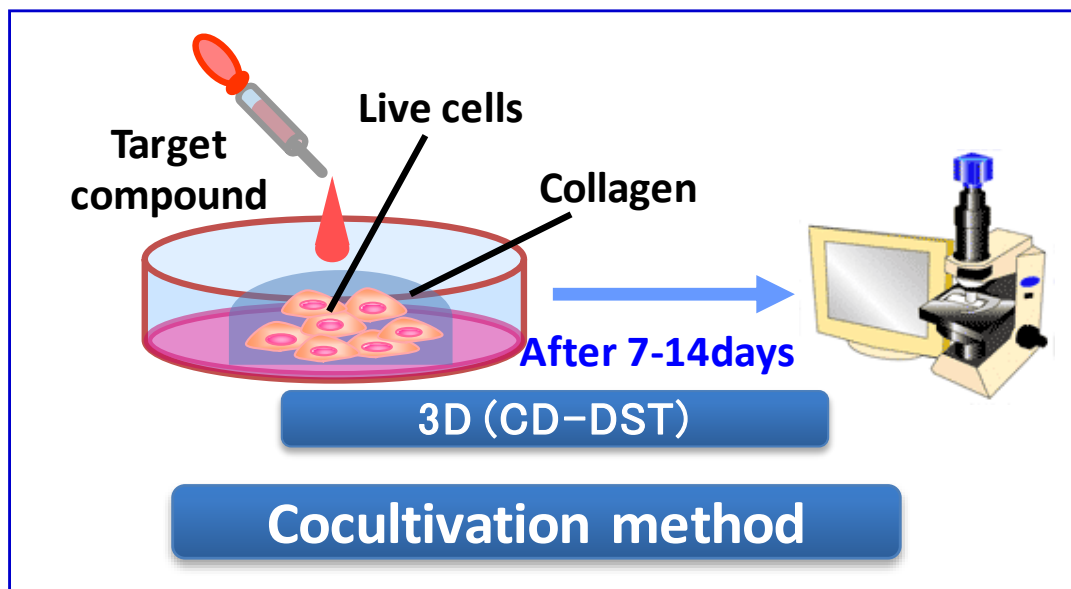 Live cells
Target
compound
Collagen
After 7-14days
3D (CD-DST)
Cocultivation method